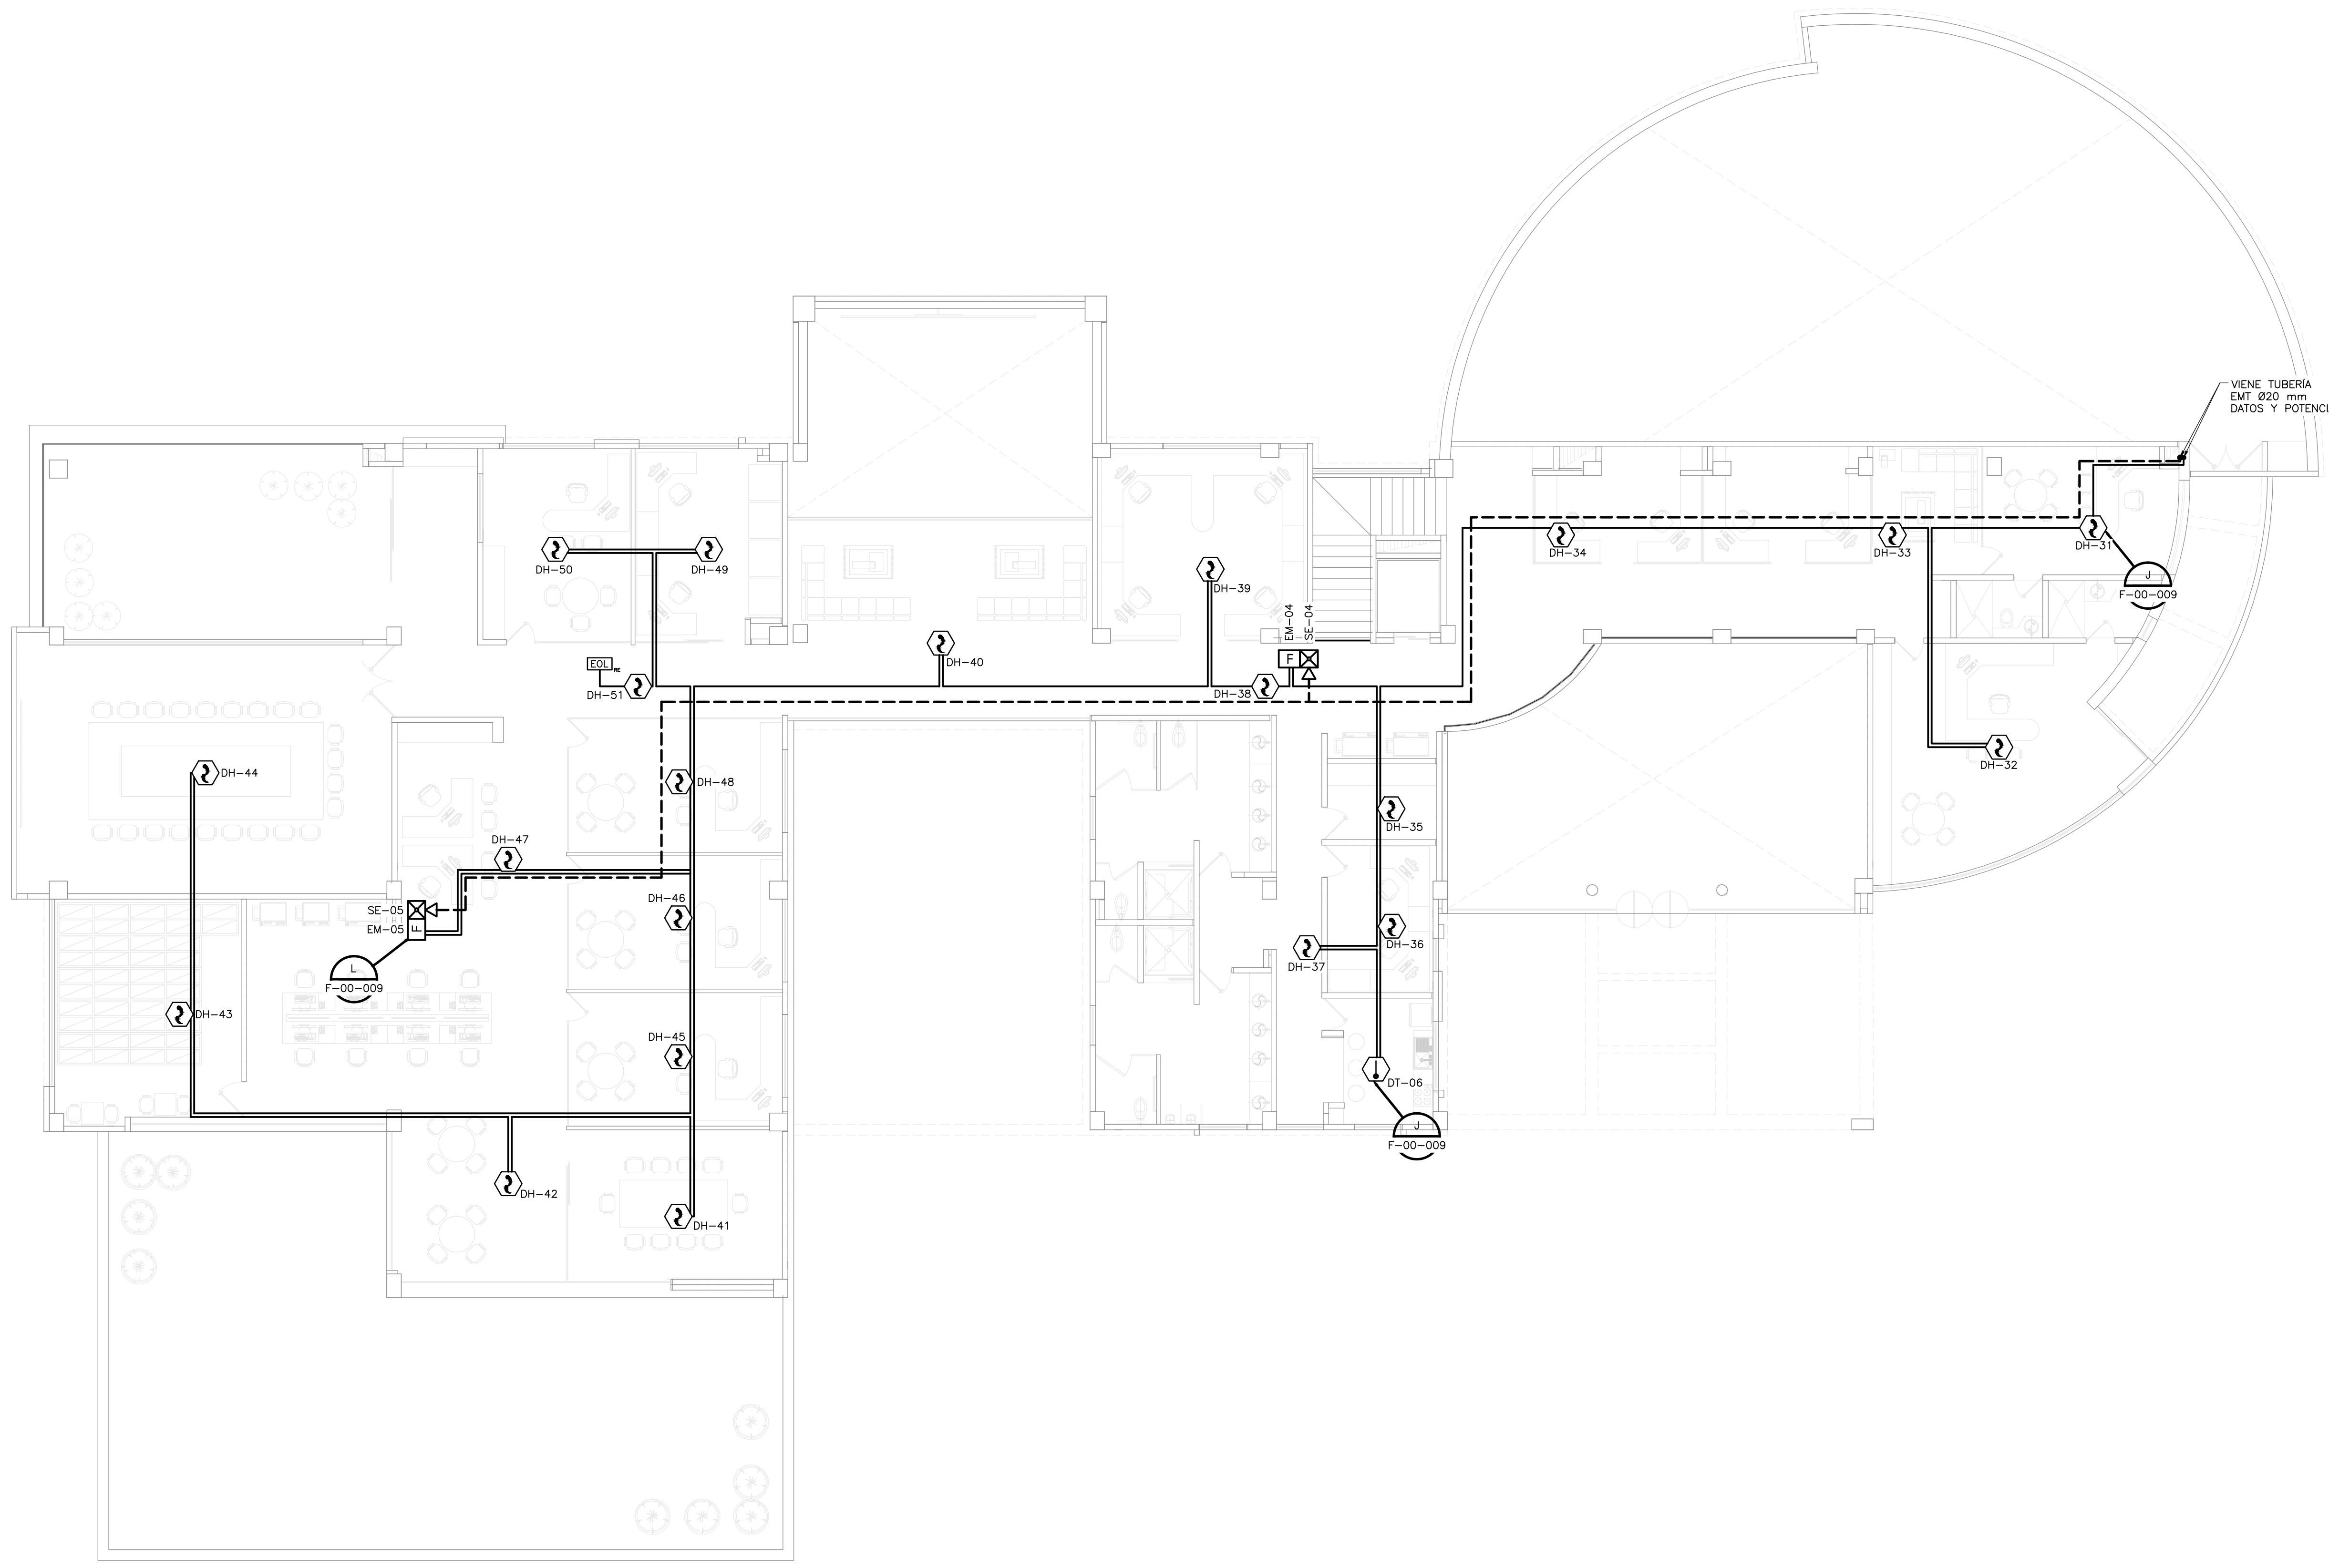 VIENE TUBERÍA
EMT Ø20 mm
DATOS Y POTENCI
DH-34
DH-33
DH-31
J
F-00-009
DH-50
DH-49
DH-39
EM-04
SE-04
F
DH-40
EOL
RE
DH-51
DH-38
DH-32
DH-44
DH-48
DH-35
DH-47
DH-46
SE-05
EM-05
F
DH-36
DH-37
L
F-00-009
DH-43
DH-45
DT-06
J
F-00-009
DH-42
DH-41